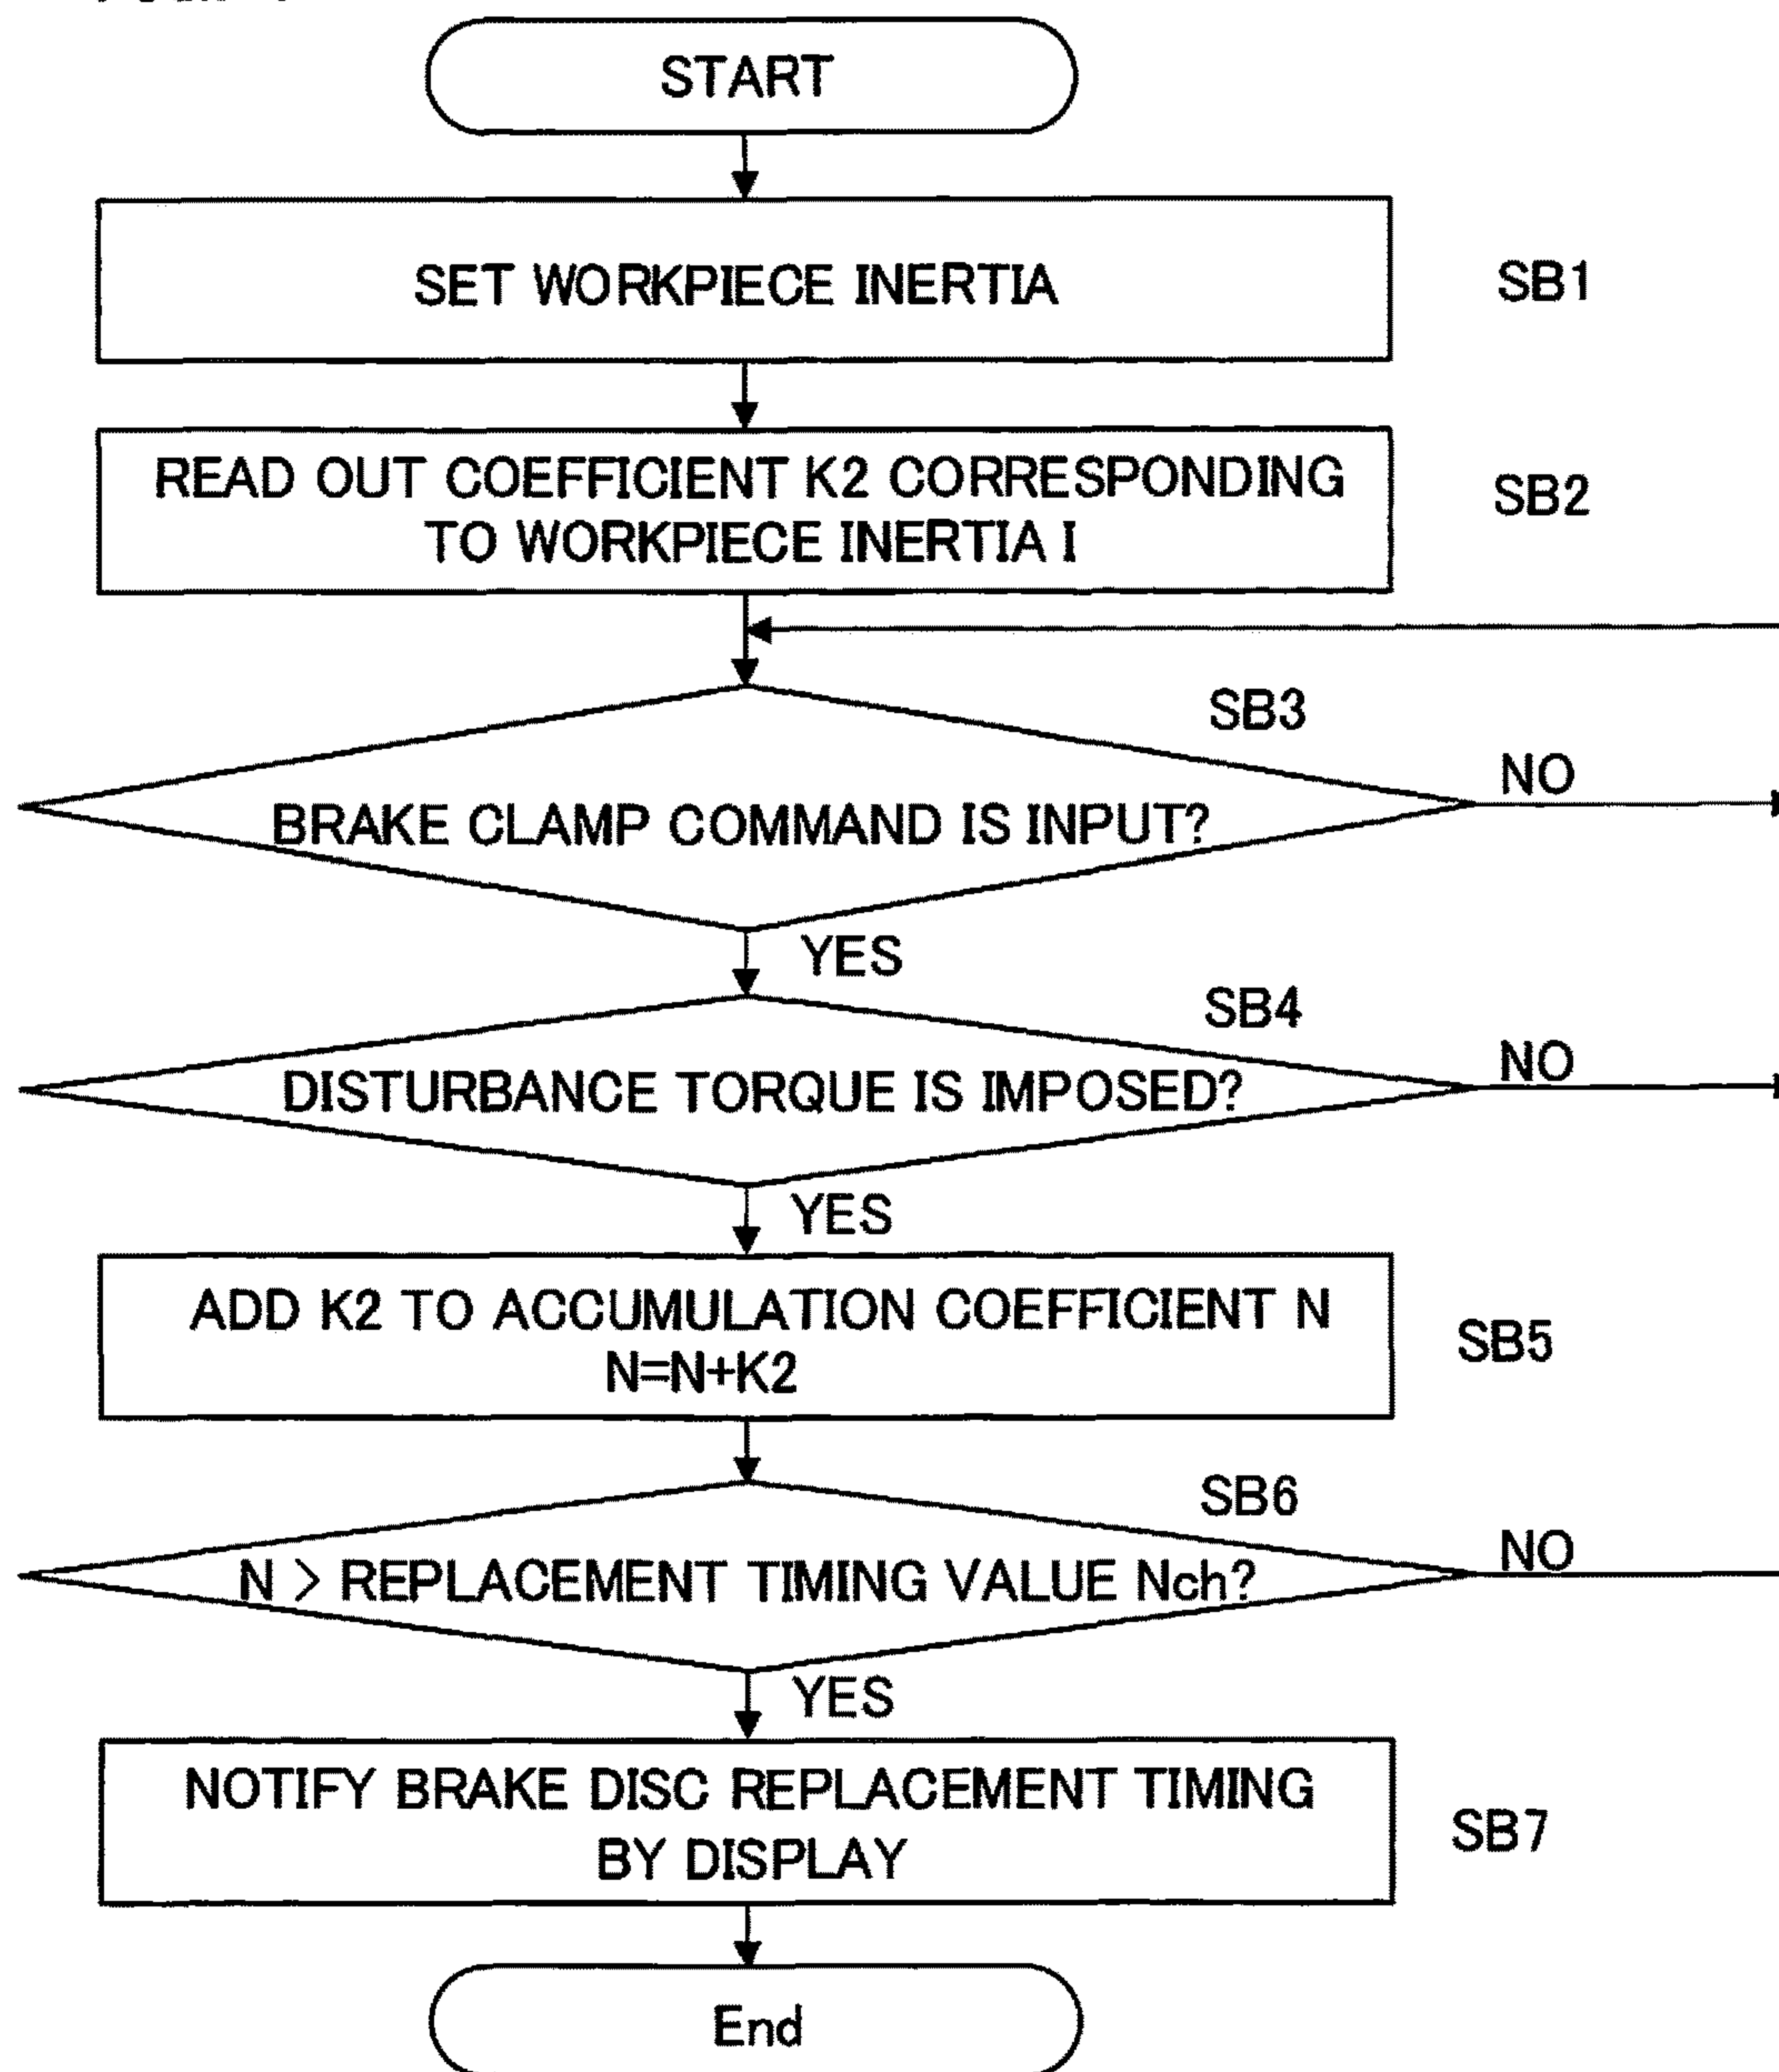 START
SET WORKPIECE INERTIA
SB1
READ OUT COEFFICIENT K2 CORRESPONDING
TO WORKPIECE INERTIA I
SB2
SB3
BRAKE CLAMP COMMAND IS INPUT?
NO
YES
SB4
DISTURBANCE TORQUE IS IMPOSED?
NO
YES
ADD K2 TO ACCUMULATION COEFFICIENT N
N=N+K2
SB5
SB6
N > REPLACEMENT TIMING VALUE Nch?
NO
YES
NOTIFY BRAKE DISC REPLACEMENT TIMING
BY DISPLAY
SB7
End